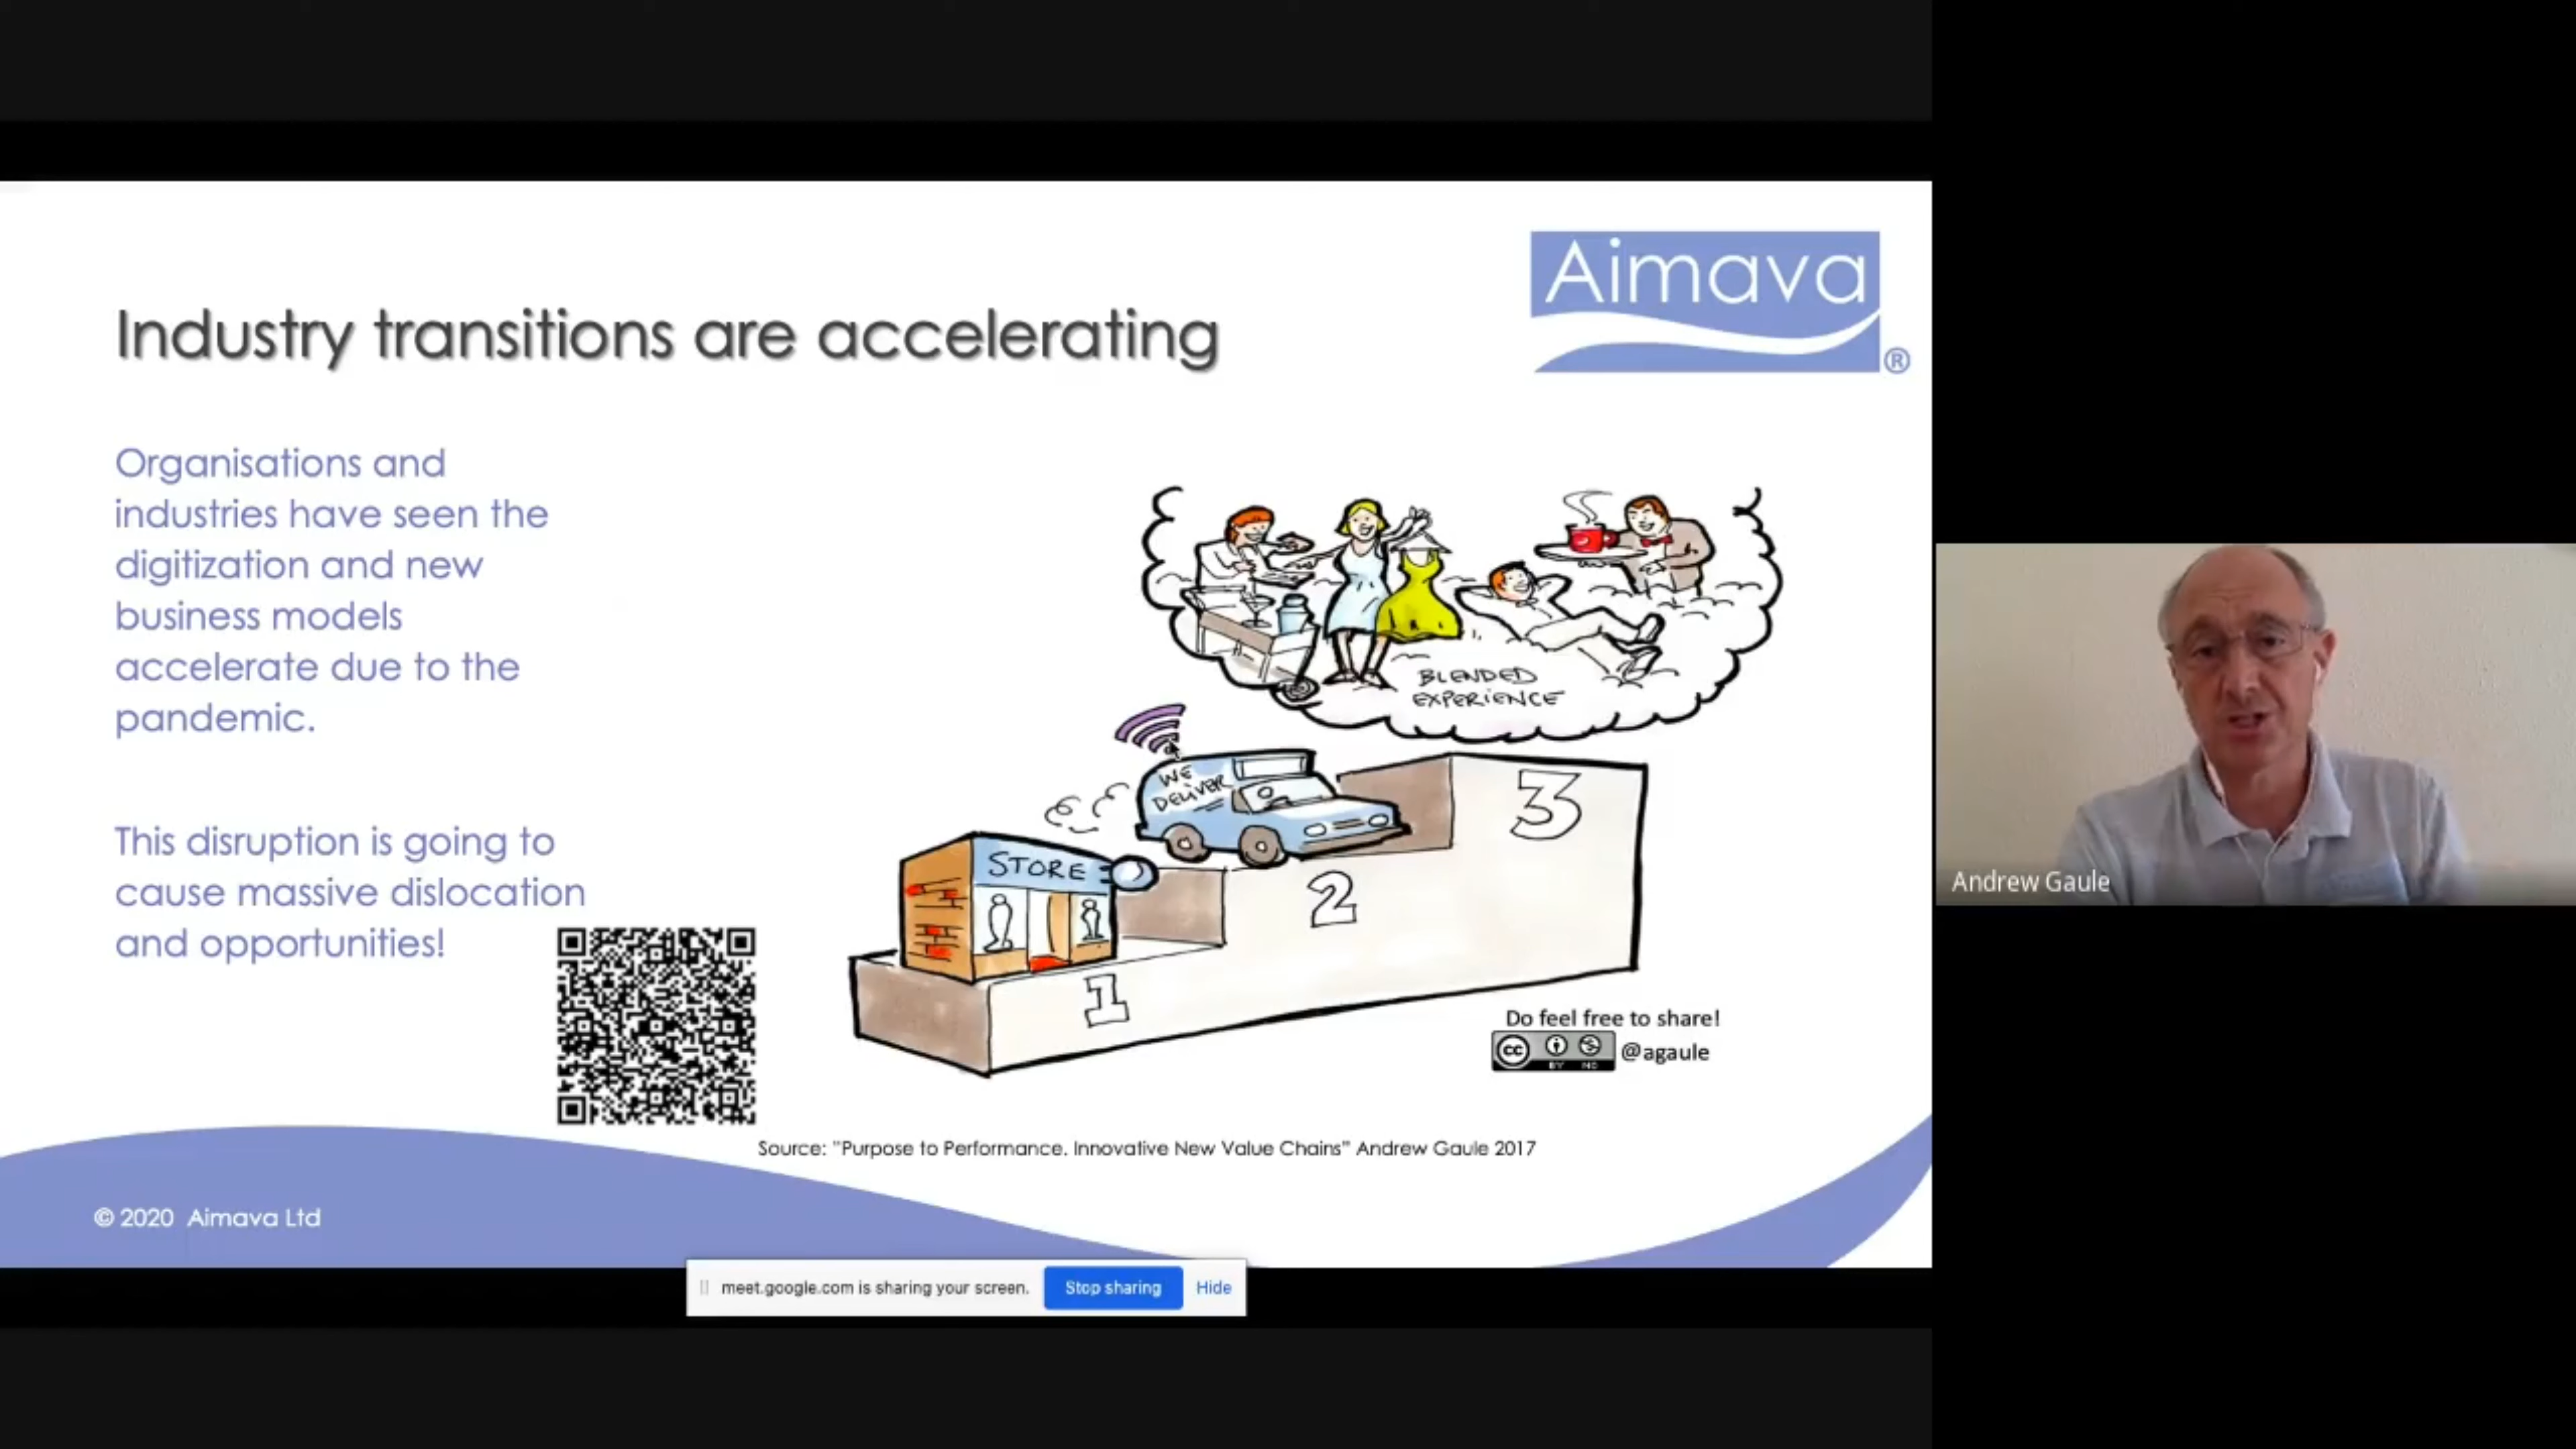 Aimava
®
Industry transitions are accelerating
Organisations and
industries have seen the
digitization and new
business models
accelerate due to the
pandemic.
This disruption is going to
cause massive dislocation
and opportunities!
BLENDED
EXPERIENCE
WE
DELIVER
STORE
1
2
3
Do feel free to share!
cc
BY NC
@agaule
Source: "Purpose to Performance. Innovative New Value Chains" Andrew Gaule 2017
© 2020 Aimava Ltd
meet.google.com is sharing your screen. Stop sharing Hide
Andrew Gaule